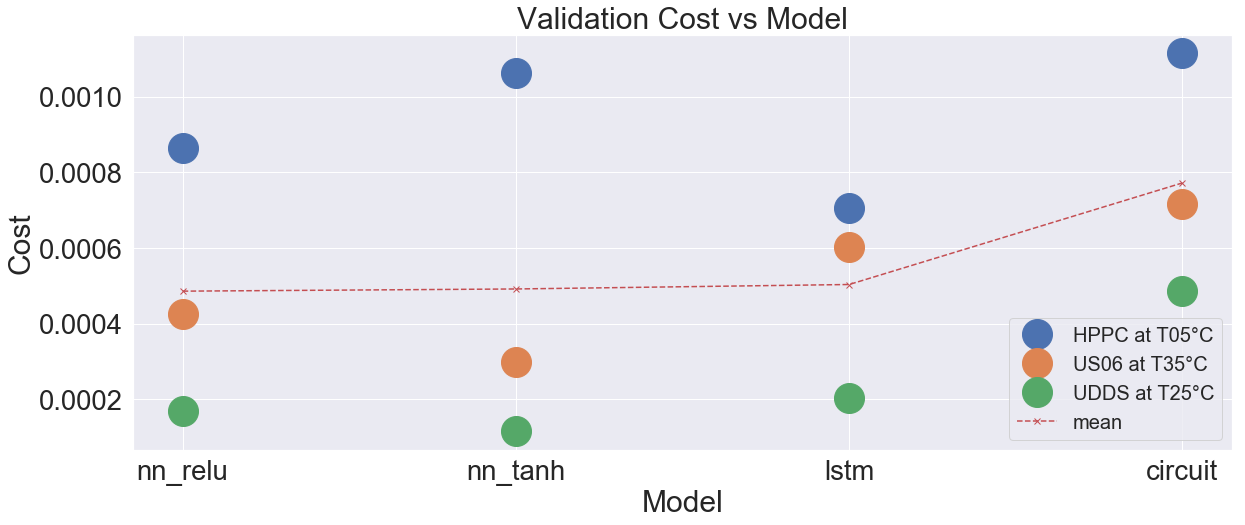 Validation Cost vs Model
Cost
0.0010
0.0008
0.0006
0.0004
0.0002
HPPC at T05°C
US06 at T35°C
UDDS at T25°C
mean
nn_relu
nn_tanh
lstm
circuit
Model